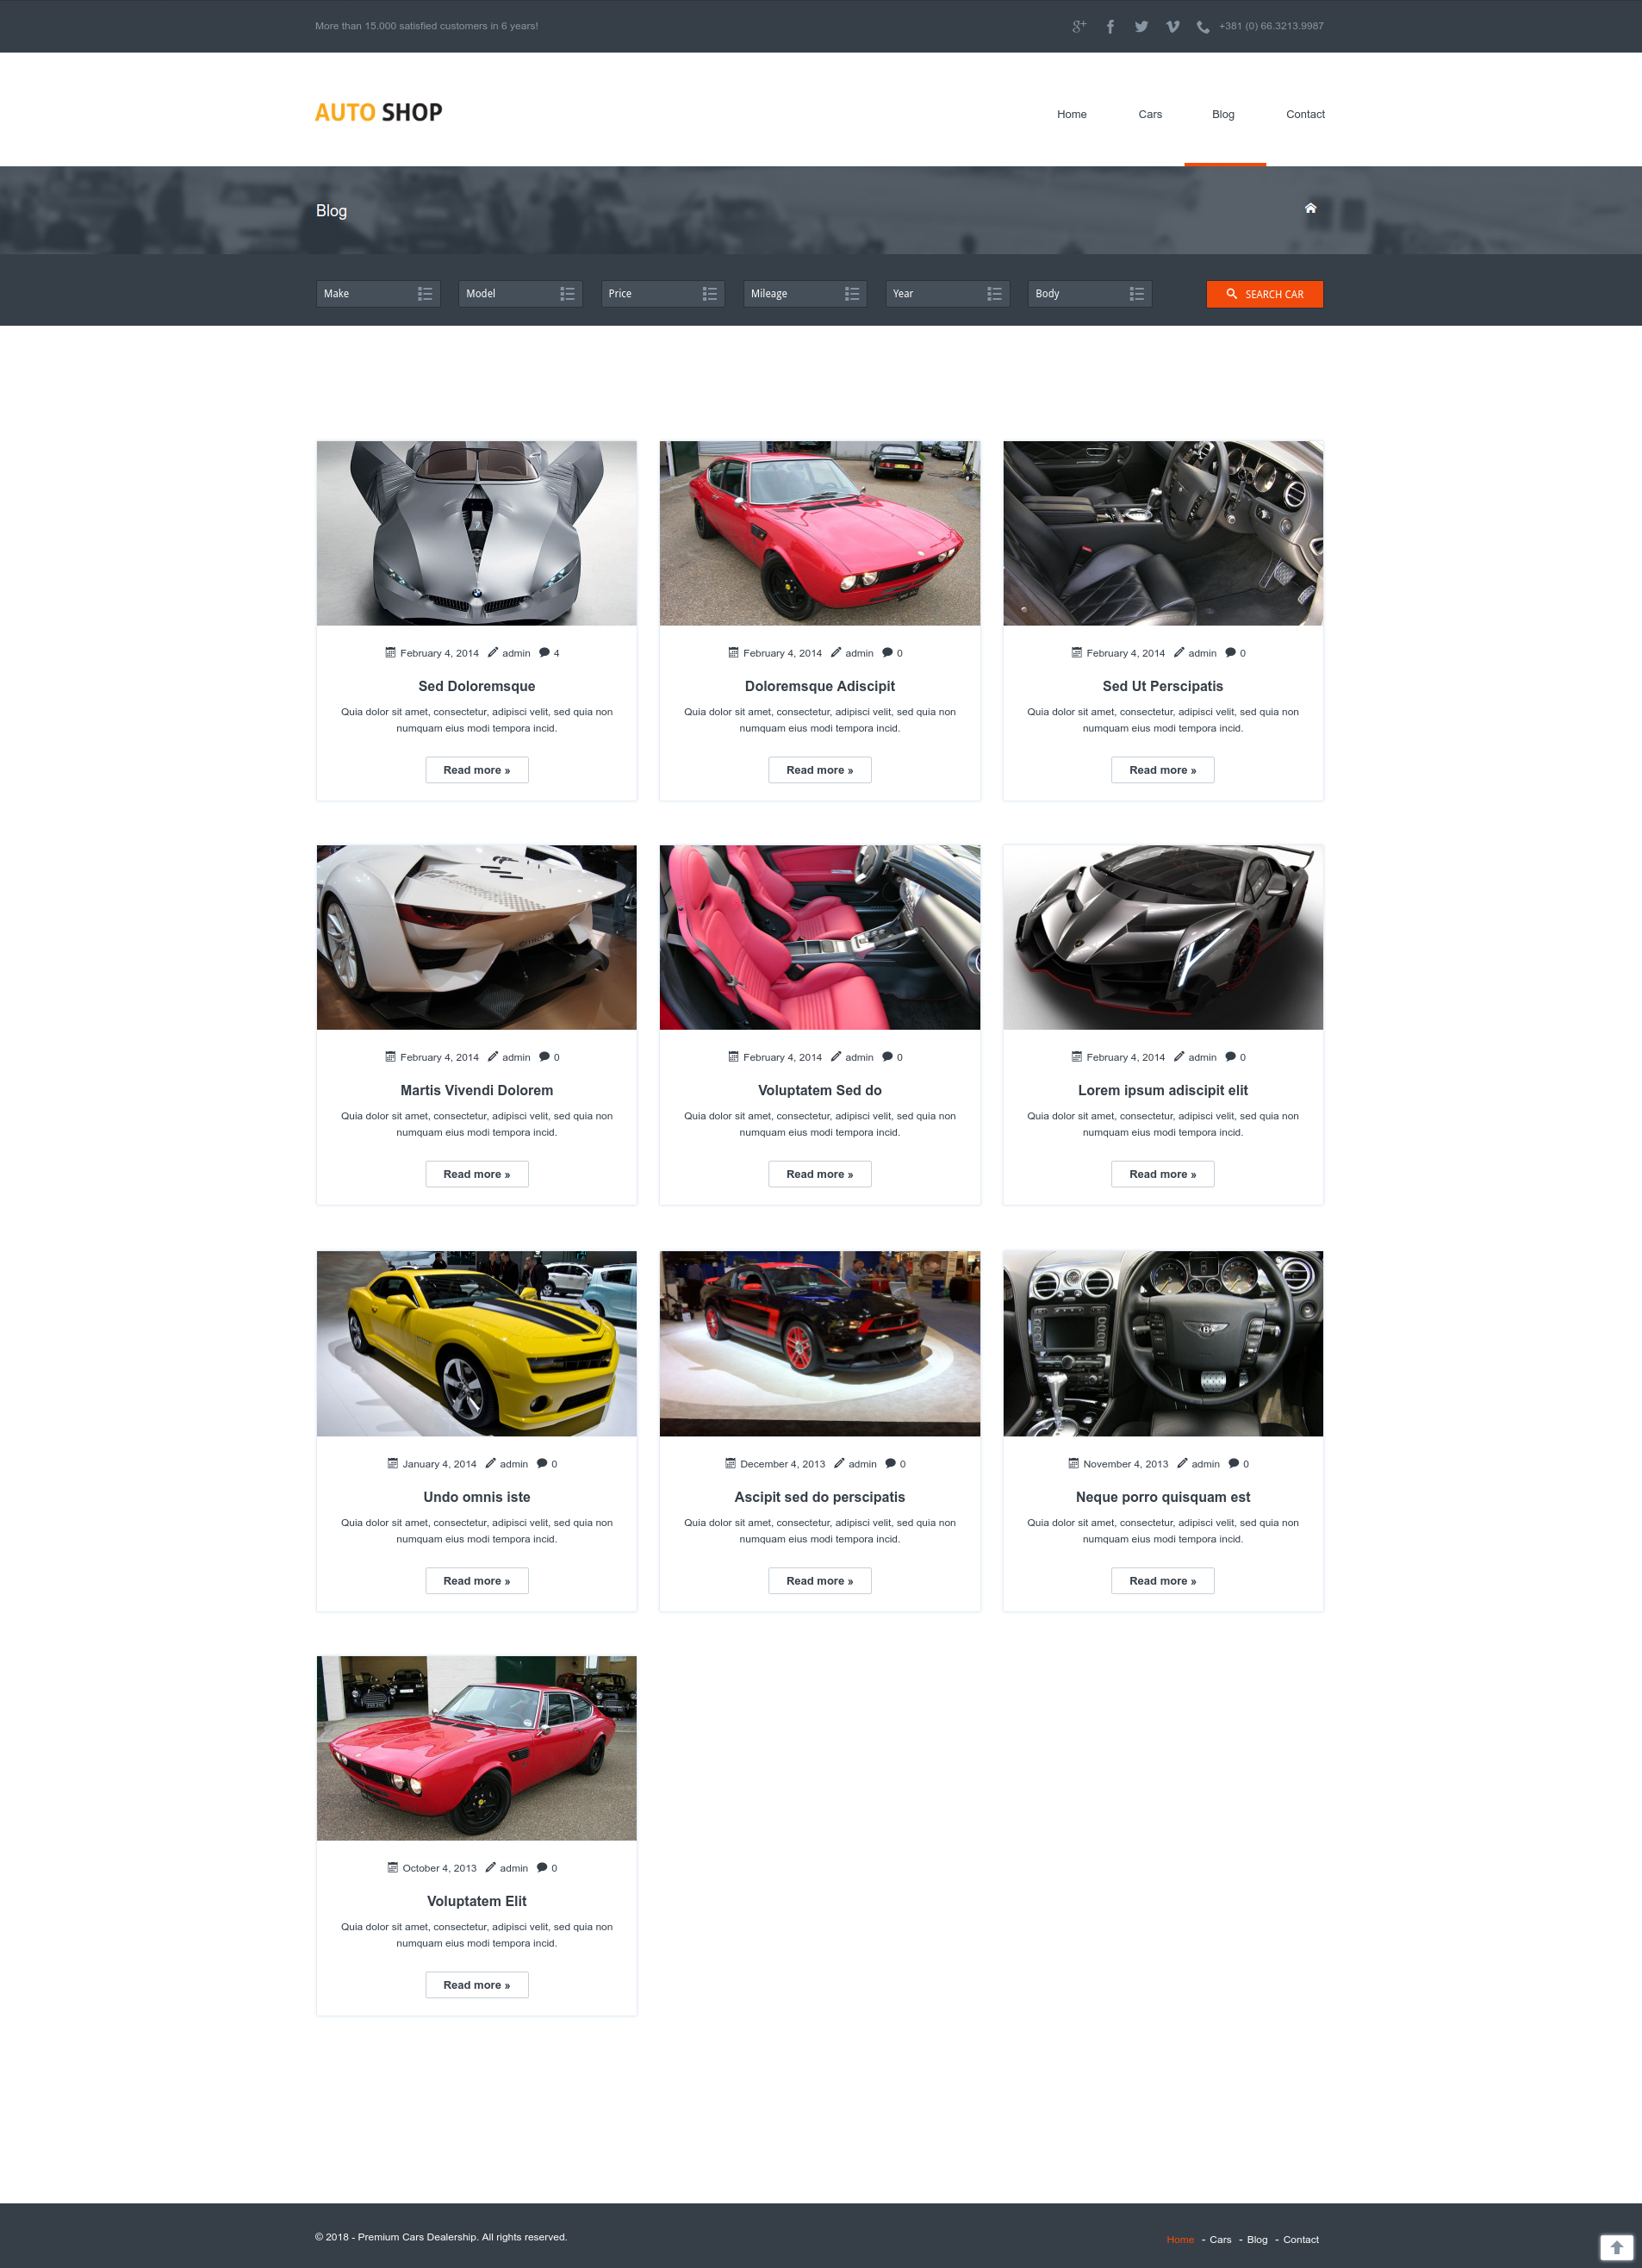 More than 15.000 satisfied customers in 6 years!
+381 (0) 66.3213.9987
AUTO SHOP
Home Cars Blog Contact
Blog
Make Model Price Mileage Year Body SEARCH CAR
February 4, 2014 admin 4
Sed Doloremsque
Quia dolor sit amet, consectetur, adipisci velit, sed quia non
numquam eius modi tempora incid.
Read more »
February 4, 2014 admin 0
Doloremsque Adiscipit
Quia dolor sit amet, consectetur, adipisci velit, sed quia non
numquam eius modi tempora incid.
Read more »
February 4, 2014 admin 0
Sed Ut Perscipatis
Quia dolor sit amet, consectetur, adipisci velit, sed quia non
numquam eius modi tempora incid.
Read more »
February 4, 2014 admin 0
Martis Vivendi Dolorem
Quia dolor sit amet, consectetur, adipisci velit, sed quia non
numquam eius modi tempora incid.
Read more »
February 4, 2014 admin 0
Voluptatem Sed do
Quia dolor sit amet, consectetur, adipisci velit, sed quia non
numquam eius modi tempora incid.
Read more »
February 4, 2014 admin 0
Lorem ipsum adiscipit elit
Quia dolor sit amet, consectetur, adipisci velit, sed quia non
numquam eius modi tempora incid.
Read more »
January 4, 2014 admin 0
Undo omnis iste
Quia dolor sit amet, consectetur, adipisci velit, sed quia non
numquam eius modi tempora incid.
Read more »
December 4, 2013 admin 0
Ascipit sed do perscipatis
Quia dolor sit amet, consectetur, adipisci velit, sed quia non
numquam eius modi tempora incid.
Read more »
November 4, 2013 admin 0
Neque porro quisquam est
Quia dolor sit amet, consectetur, adipisci velit, sed quia non
numquam eius modi tempora incid.
Read more »
October 4, 2013 admin 0
Voluptatem Elit
Quia dolor sit amet, consectetur, adipisci velit, sed quia non
numquam eius modi tempora incid.
Read more »
© 2018 - Premium Cars Dealership. All rights reserved.
Home - Cars - Blog - Contact